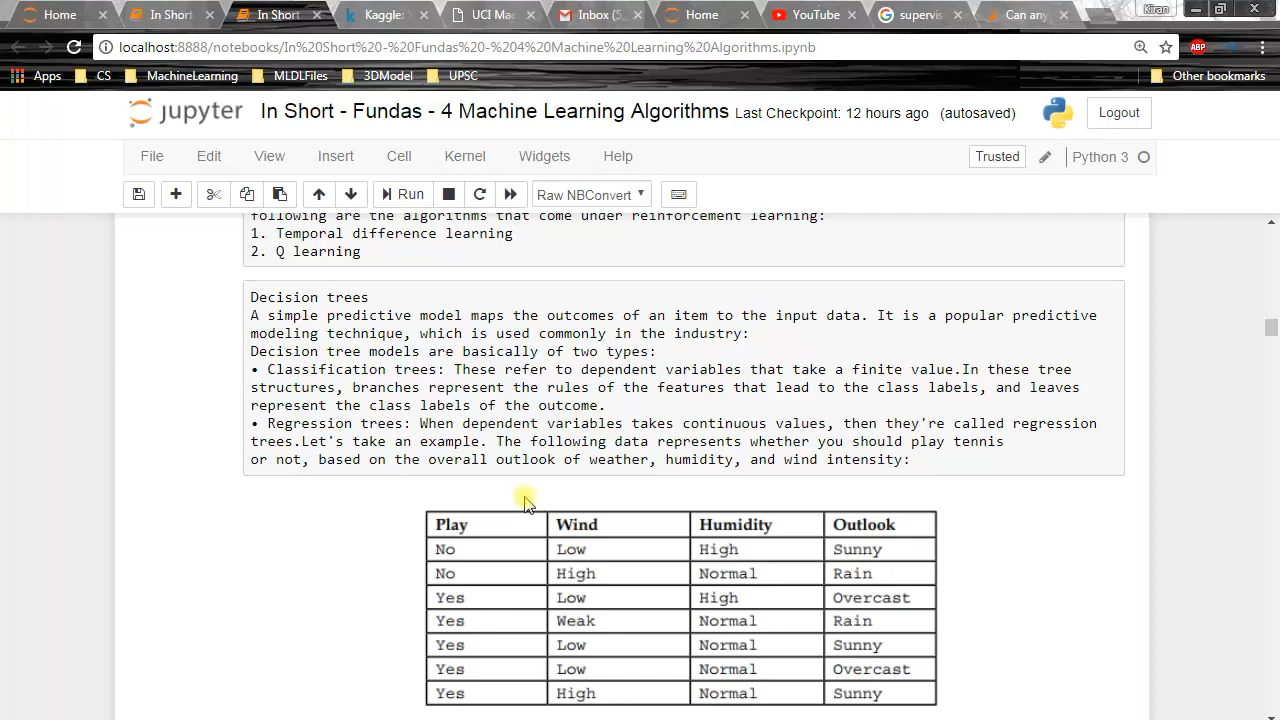 Home
In Short
In Short
Kaggle:
UCI Mac
Inbox (5
Home
YouTube
supervis
Can any
Kiran
localhost:8888/notebooks/In%20Short%20-%20Fundas%20-%204%20Machine%20Learning%20Algorithms.ipynb
ABP
Apps CS MachineLearning MLDLFiles 3DModel UPSC Other bookmarks
jupyter In Short - Fundas - 4 Machine Learning Algorithms Last Checkpoint: 12 hours ago (autosaved) Logout
File Edit View Insert Cell Kernel Widgets Help Trusted Python 3
Run Raw NBConvert
following are the algorithms that come under reinforcement learning:
1. Temporal difference learning
2. Q learning
Decision trees
A simple predictive model maps the outcomes of an item to the input data. It is a popular predictive
modeling technique, which is used commonly in the industry:
Decision tree models are basically of two types:
• Classification trees: These refer to dependent variables that take a finite value.In these tree
structures, branches represent the rules of the features that lead to the class labels, and leaves
represent the class labels of the outcome.
• Regression trees: When dependent variables takes continuous values, then they're called regression
trees.Let's take an example. The following data represents whether you should play tennis
or not, based on the overall outlook of weather, humidity, and wind intensity:
Play Wind Humidity Outlook
No Low High Sunny
No High Normal Rain
Yes Low High Overcast
Yes Weak Normal Rain
Yes Low Normal Sunny
Yes Low Normal Overcast
Yes High Normal Sunny